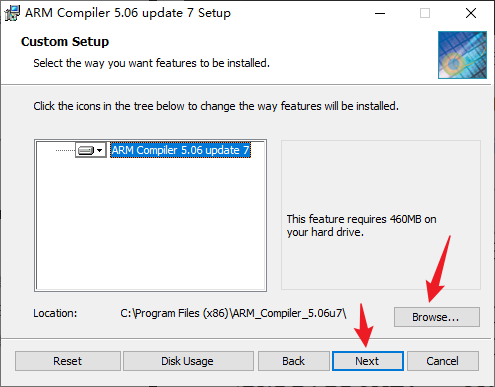 ARM Compiler 5.06 update 7 Setup
Custom Setup
Select the way you want features to be installed.
Click the icons in the tree below to change the way features will be installed.
ARM Compiler 5.06 update 7
This feature requires 460MB on
your hard drive.
Location:
C:\Program Files (x86)\ARM_Compiler_5.06u7\
Browse...
Reset
Disk Usage
Back
Next
Cancel